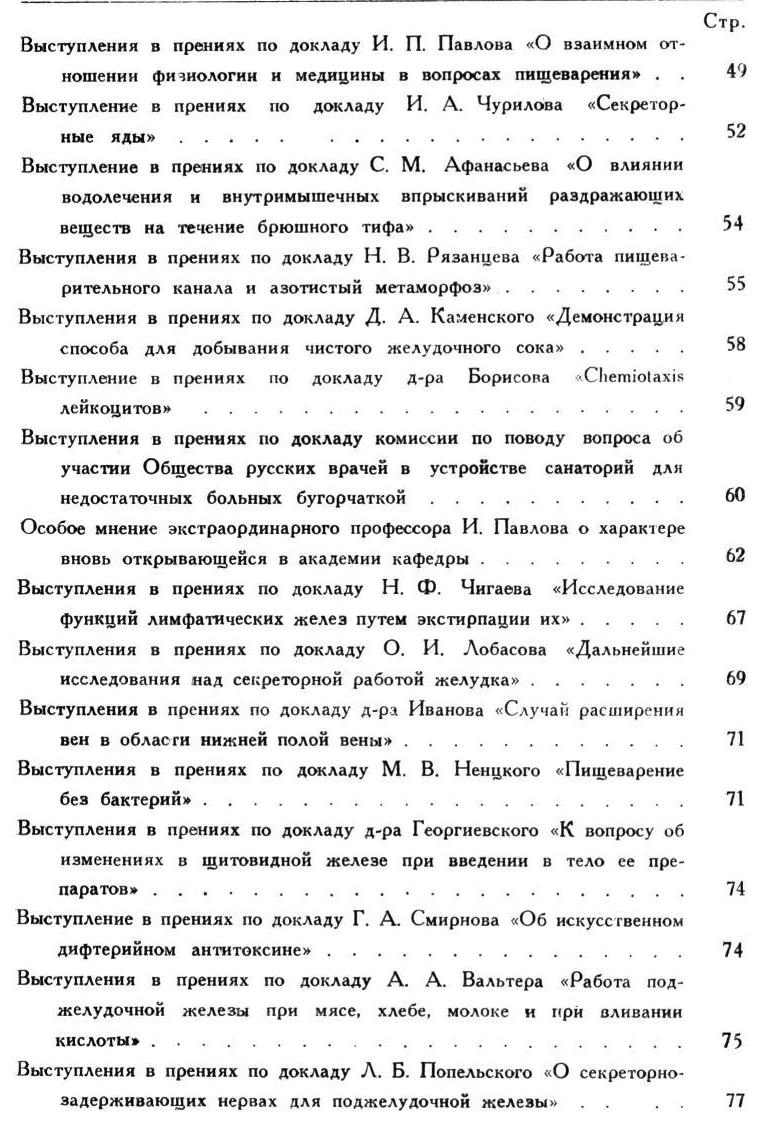 Стр.
Выступления в прениях по докладу И. П. Павлова «О взаимном от-
ношении физиологии и медицины в вопросах пищеварения» . . 49
Выступление в прениях по докладу И. А. Чурилова «Секретор-
ные яды» . . . . . . . . . . . . . . . . . . 52
Выступление в прениях по докладу С. М. Афанасьева «О влиянии
водолечения и внутримышечных впрыскиваний раздражающих
веществ на течение брюшного тифа» . . . . . . . . . . . 54
Выступления в прениях по докладу Н. В. Рязанцева «Работа пищева-
рительного канала и азотистый метаморфоз» . . . . . . . . 55
Выступления в прениях по докладу Д. А. Каменского «Демонстрация
способа для добывания чистого желудочного сока» . . . . . 58
Выступление в прениях по докладу д-ра Борисова «Chemiotaxis
лейкоцитов» . . . . . . . . . . . . . . . . . . 59
Выступления в прениях по докладу комиссии по поводу вопроса об
участии Общества русских врачей в устройстве санаторий для
недостаточных больных бугорчаткой . . . . . . . . . . . 60
Особое мнение экстраординарного профессора И. Павлова о характере
вновь открывающейся в академии кафедры . . . . . . . . . 62
Выступления в прениях по докладу Н. Ф. Чигаева «Исследование
функций лимфатических желез путем экстирпации их» . . . . . 67
Выступления в прениях по докладу О. И. Лобасова «Дальнейшие
исследования над секреторной работой желудка» . . . . . . . 69
Выступления в прениях по докладу д-ра Иванова «Случай расширения
вен в области нижней полой вены» . . . . . . . . . . . . 71
Выступления в прениях по докладу М. В. Ненцкого «Пищеварение
без бактерий» . . . . . . . . . . . . . . . . . . 71
Выступления в прениях по докладу д-ра Георгиевского «К вопросу об
изменениях в щитовидной железе при введении в тело ее пре-
паратов» . . . . . . . . . . . . . . . . . . . . 74
Выступление в прениях по докладу Г. А. Смирнова «Об искусственном
дифтерийном антитоксине» . . . . . . . . . . . . . . 74
Выступления в прениях по докладу А. А. Вальтера «Работа под-
желудочной железы при мясе, хлебе, молоке и при вливании
кислоты» . . . . . . . . . . . . . . . . . . . . 75
Выступления в прениях по докладу Л. Б. Попельского «О секреторно-
задерживающих нервах для поджелудочной железы» . . . . 77